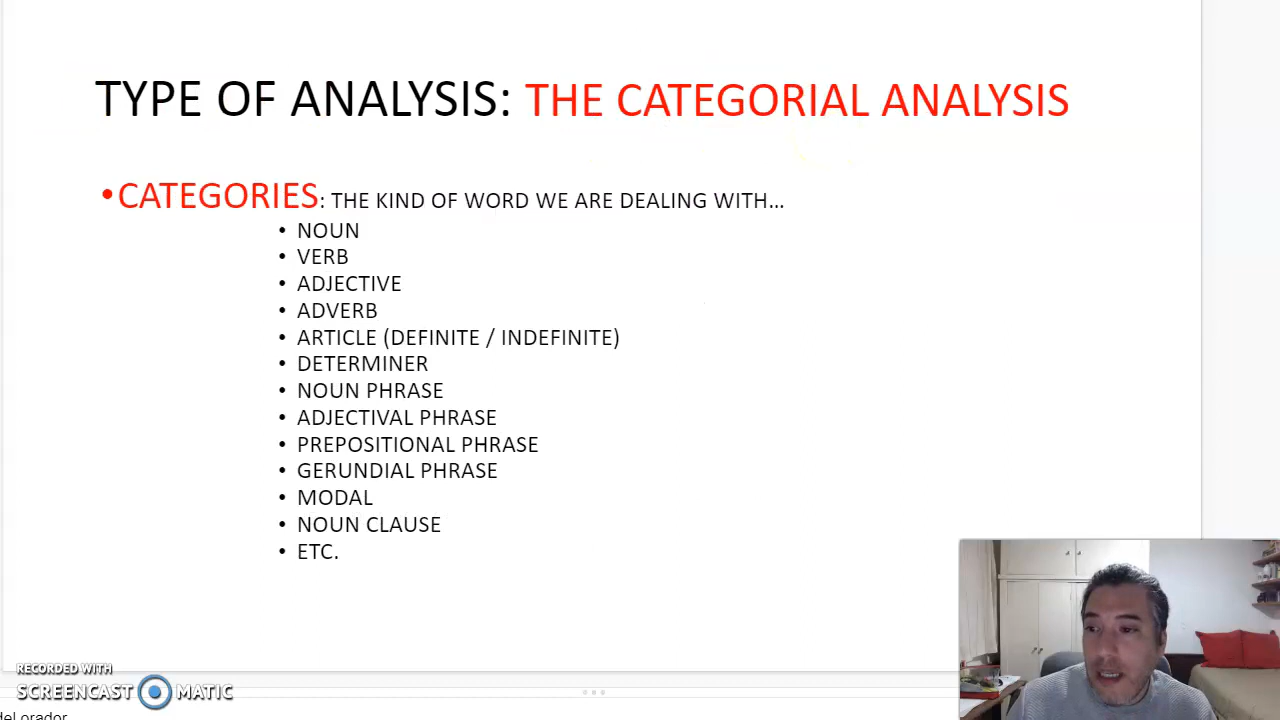 TYPE OF ANALYSIS: THE CATEGORIAL ANALYSIS
•CATEGORIES: THE KIND OF WORD WE ARE DEALING WITH...
• NOUN
• VERB
• ADJECTIVE
• ADVERB
• ARTICLE (DEFINITE / INDEFINITE)
• DETERMINER
• NOUN PHRASE
• ADJECTIVAL PHRASE
• PREPOSITIONAL PHRASE
• GERUNDIAL PHRASE
• MODAL
• NOUN CLAUSE
• ETC.
RECORDED WITH
SCREENCAST MATIC
del orador